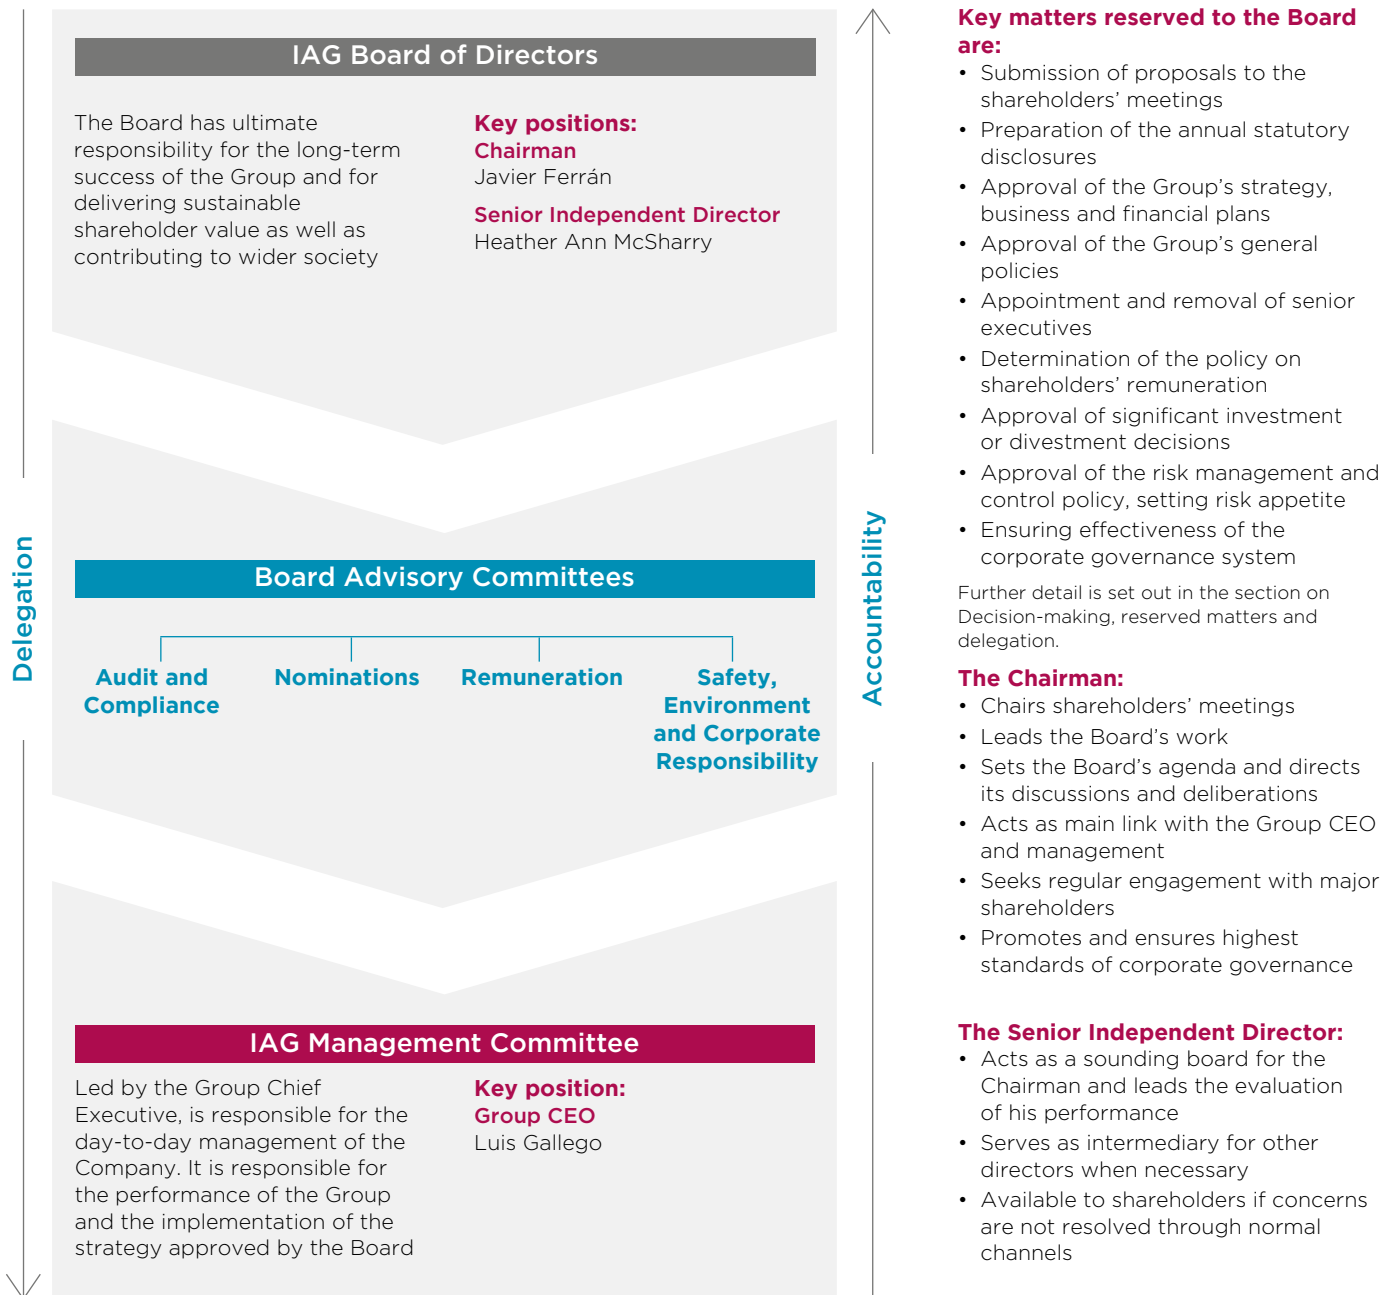 Delegation
IAG Board of Directors
The Board has ultimate
responsibility for the long-term
success of the Group and for
delivering sustainable
shareholder value as well as
contributing to wider society
Key positions:
Chairman
Javier Ferrán
Senior Independent Director
Heather Ann McSharry
Board Advisory Committees
Audit and
Compliance
Nominations
Remuneration
Safety,
Environment
and Corporate
Responsibility
IAG Management Committee
Led by the Group Chief
Executive, is responsible for the
day-to-day management of the
Company. It is responsible for
the performance of the Group
and the implementation of the
strategy approved by the Board
Key position:
Group CEO
Luis Gallego
Accountability
Key matters reserved to the Board
are:
• Submission of proposals to the
shareholders’ meetings
• Preparation of the annual statutory
disclosures
• Approval of the Group’s strategy,
business and financial plans
• Approval of the Group’s general
policies
• Appointment and removal of senior
executives
• Determination of the policy on
shareholders’ remuneration
• Approval of significant investment
or divestment decisions
• Approval of the risk management and
control policy, setting risk appetite
• Ensuring effectiveness of the
corporate governance system
Further detail is set out in the section on
Decision-making, reserved matters and
delegation.
The Chairman:
• Chairs shareholders’ meetings
• Leads the Board’s work
• Sets the Board’s agenda and directs
its discussions and deliberations
• Acts as main link with the Group CEO
and management
• Seeks regular engagement with major
shareholders
• Promotes and ensures highest
standards of corporate governance
The Senior Independent Director:
• Acts as a sounding board for the
Chairman and leads the evaluation
of his performance
• Serves as intermediary for other
directors when necessary
• Available to shareholders if concerns
are not resolved through normal
channels